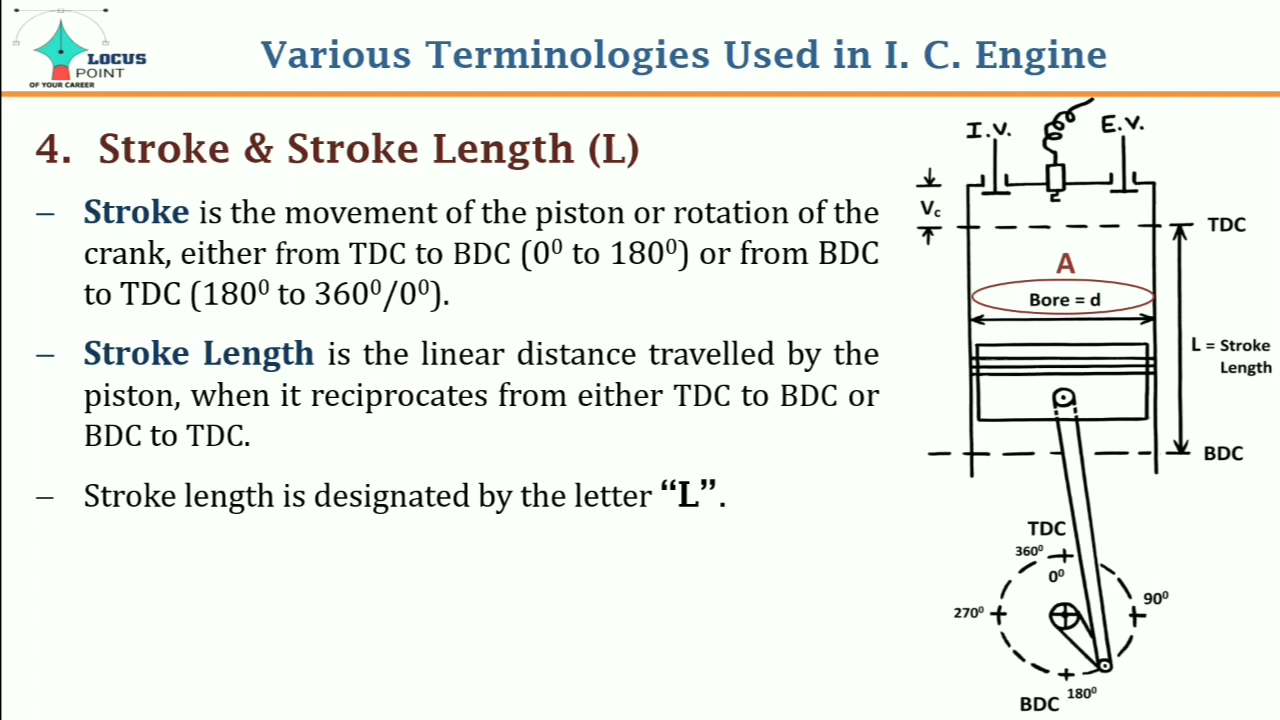 LOCUS
POINT
OF YOUR CAREER
Various Terminologies Used in I. C. Engine
4. Stroke & Stroke Length (L)
– Stroke is the movement of the piston or rotation of the
crank, either from TDC to BDC (0⁰ to 180⁰) or from BDC
to TDC (180⁰ to 360⁰/0⁰).
– Stroke Length is the linear distance travelled by the
piston, when it reciprocates from either TDC to BDC or
BDC to TDC.
– Stroke length is designated by the letter “L”.
I.V.
E.V.
Vc
TDC
A
Bore = d
L = Stroke
Length
BDC
TDC
360⁰
0⁰
90⁰
270⁰
180⁰
BDC